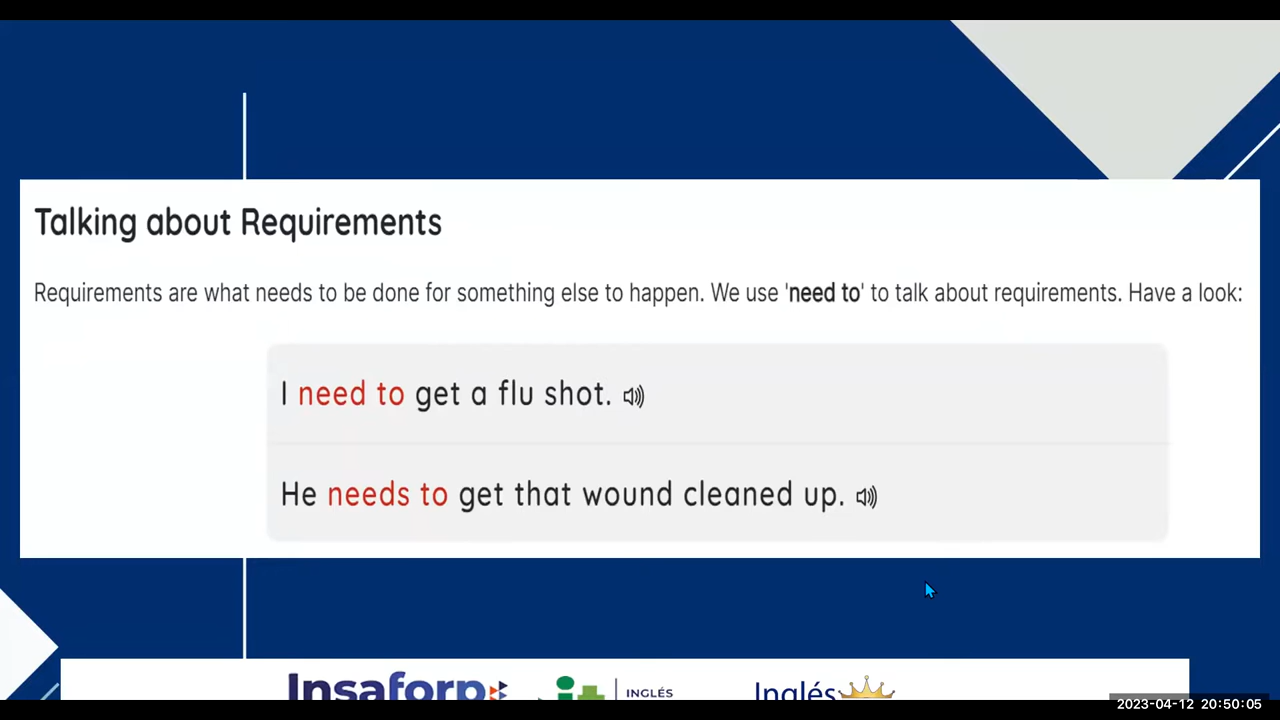 Talking about Requirements
Requirements are what needs to be done for something else to happen. We use 'need to' to talk about requirements. Have a look:
I need to get a flu shot.
He needs to get that wound cleaned up.
Insaforp
INGLÉS
Inglés
2023-04-12 20:50:05